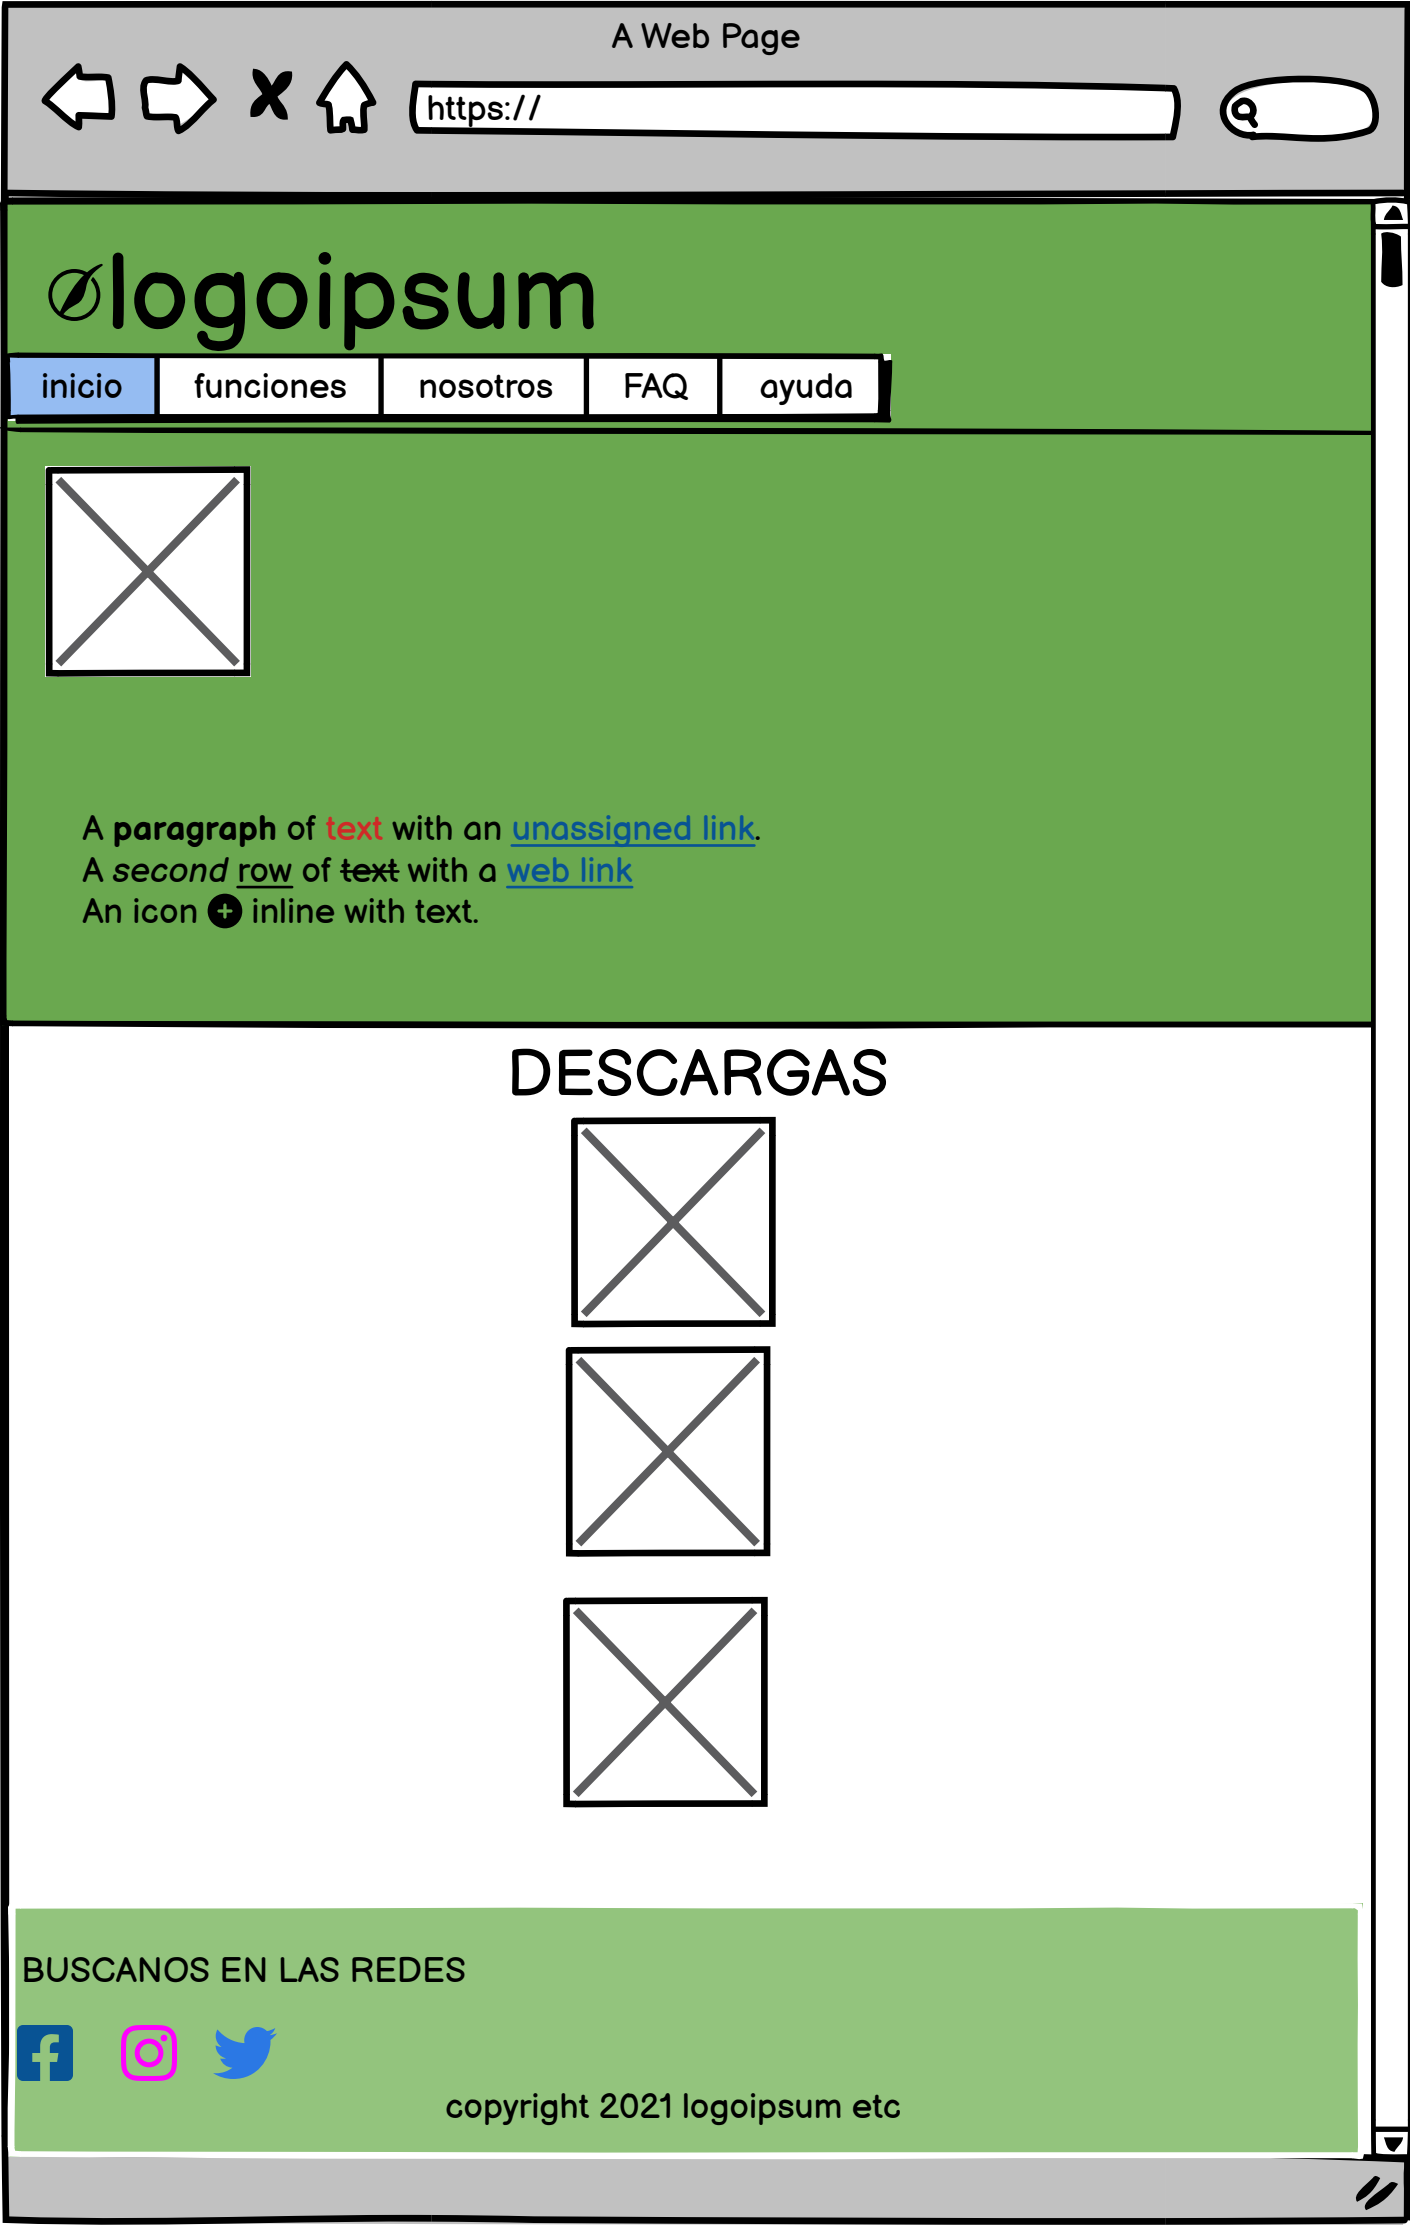 A Web Page
https://
logoipsum
inicio funciones nosotros FAQ ayuda
A paragraph of text with an unassigned link.
A second row of text with a web link
An icon inline with text.
DESCARGAS
BUSCANOS EN LAS REDES
copyright 2021 logoipsum etc